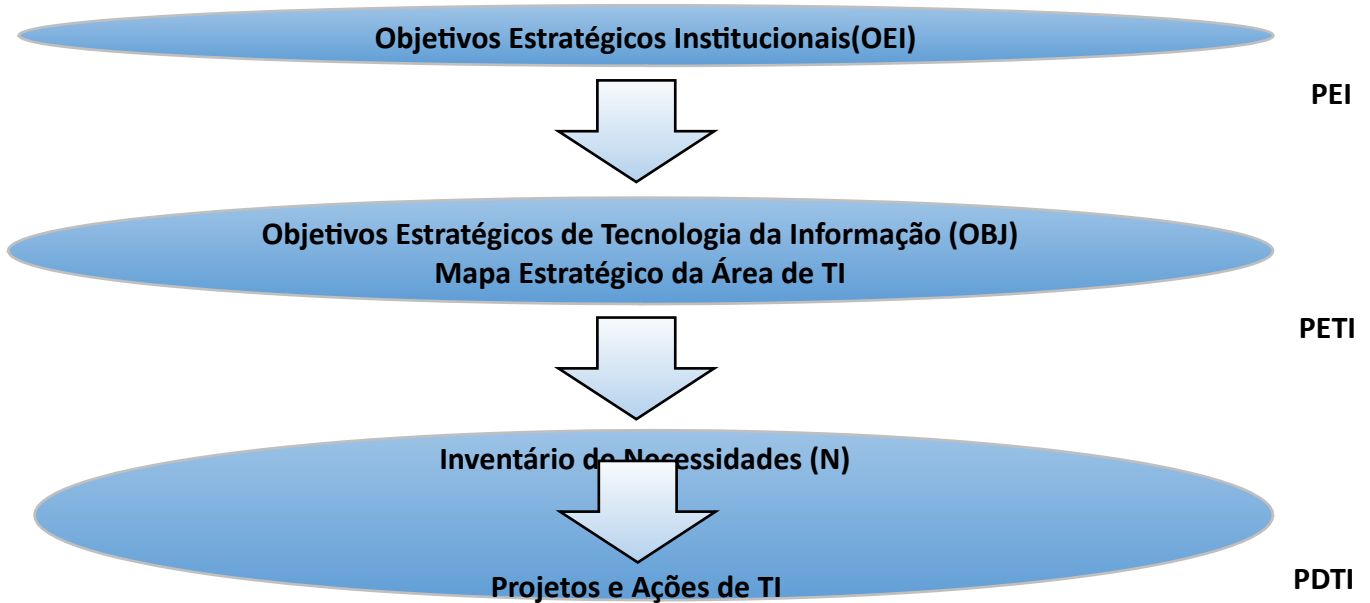 Objetivos Estratégicos Institucionais(OEI)
PEI
Objetivos Estratégicos de Tecnologia da Informação (OBJ)
Mapa Estratégico da Área de TI
PETI
Inventário de Necessidades (N)
Projetos e Ações de TI
PDTI